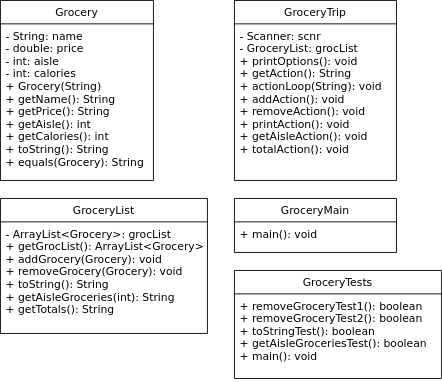 Grocery
- String: name
- double: price
- int: aisle
- int: calories
+ Grocery(String)
+ getName(): String
+ getPrice(): String
+ getAisle(): int
+ getCalories(): int
+ toString(): String
+ equals(Grocery): String
GroceryTrip
- Scanner: scnr
- GroceryList: grocList
+ printOptions(): void
+ getAction(): String
+ actionLoop(String): void
+ addAction(): void
+ removeAction(): void
+ printAction(): void
+ getAisleAction(): void
+ totalAction(): void
GroceryList
- ArrayList<Grocery>: grocList
+ getGrocList(): ArrayList<Grocery>
+ addGrocery(Grocery): void
+ removeGrocery(Grocery): void
+ toString(): String
+ getAisleGroceries(int): String
+ getTotals(): String
GroceryMain
+ main(): void
GroceryTests
+ removeGroceryTest1(): boolean
+ removeGroceryTest2(): boolean
+ toStringTest(): boolean
+ getAisleGroceriesTest(): boolean
+ main(): void